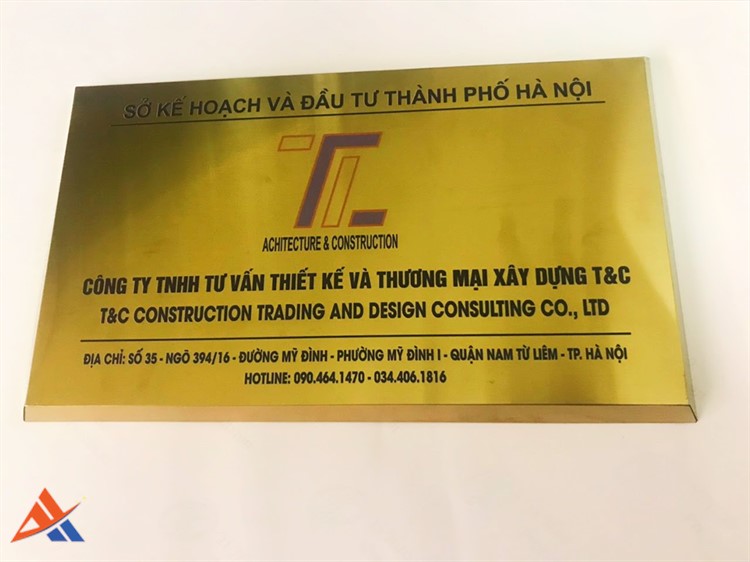 SỞ KẾ HOẠCH VÀ ĐẦU TƯ THÀNH PHỐ HÀ NỘI
TC
ACHITECTURE & CONSTRUCTION
CÔNG TY TNHH TƯ VẤN THIẾT KẾ VÀ THƯƠNG MẠI XÂY DỰNG T&C
T&C CONSTRUCTION TRADING AND DESIGN CONSULTING CO., LTD
ĐỊA CHỈ: SỐ 35 - NGÕ 394/16 - ĐƯỜNG MỸ ĐÌNH - PHƯỜNG MỸ ĐÌNH I - QUẬN NAM TỪ LIÊM - TP. HÀ NỘI
HOTLINE: 090.464.1470 - 034.406.1816